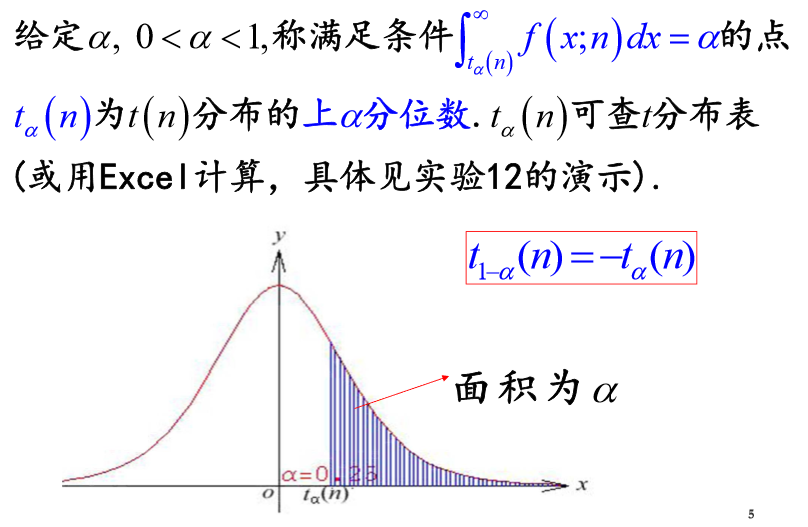 给定α, 0<α<1,称满足条件∫_{t_α(n)}^{∞} f(x;n)dx=α的点
t_α(n)为t(n)分布的上α分位数. t_α(n)可查t分布表
(或用Excel计算，具体见实验12的演示).
y
t_{1-α}(n)=-t_α(n)
面积为α
α=0.25
o t_α(n) x
5